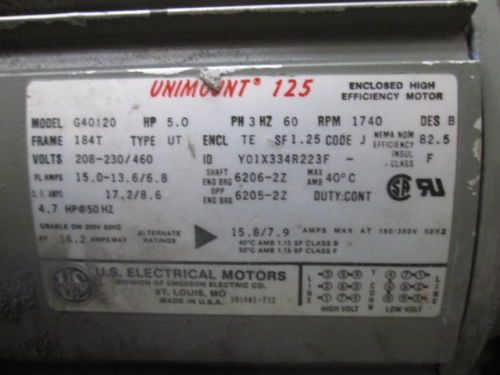 UNIMOUNT® 125
ENCLOSED HIGH
EFFICIENCY MOTOR
MODEL G40120 HP 5.0 PH 3 HZ 60 RPM 1740 DES B
FRAME 184T TYPE UT ENCL TE SF 1.25 CODE J NEMA NOM EFFICIENCY 82.5
VOLTS 208-230/460 ID Y01X334R223F - INSUL CLASS F
FL AMPS 15.0-13.6/6.8 SHAFT END BRG 6206-2Z MAX AMB 40°C
S.F. AMPS 17.2/8.6 OPP END BRG 6205-2Z DUTY:CONT
4.7 HP@50HZ
USABLE ON 208V 60HZ
AT 16.2 AMPS MAX ALTERNATE RATINGS 15.8/7.9 AMPS MAX AT 190/380V 50HZ
40°C AMB 1.15 SF CLASS B
50°C AMB 1.15 SF CLASS F
US U.S. ELECTRICAL MOTORS
DIVISION OF EMERSON ELECTRIC CO.
ST. LOUIS, MO
MADE IN U.S.A. 391041-732
LINE Y CONN LINE
HIGH VOLT LOW VOLT